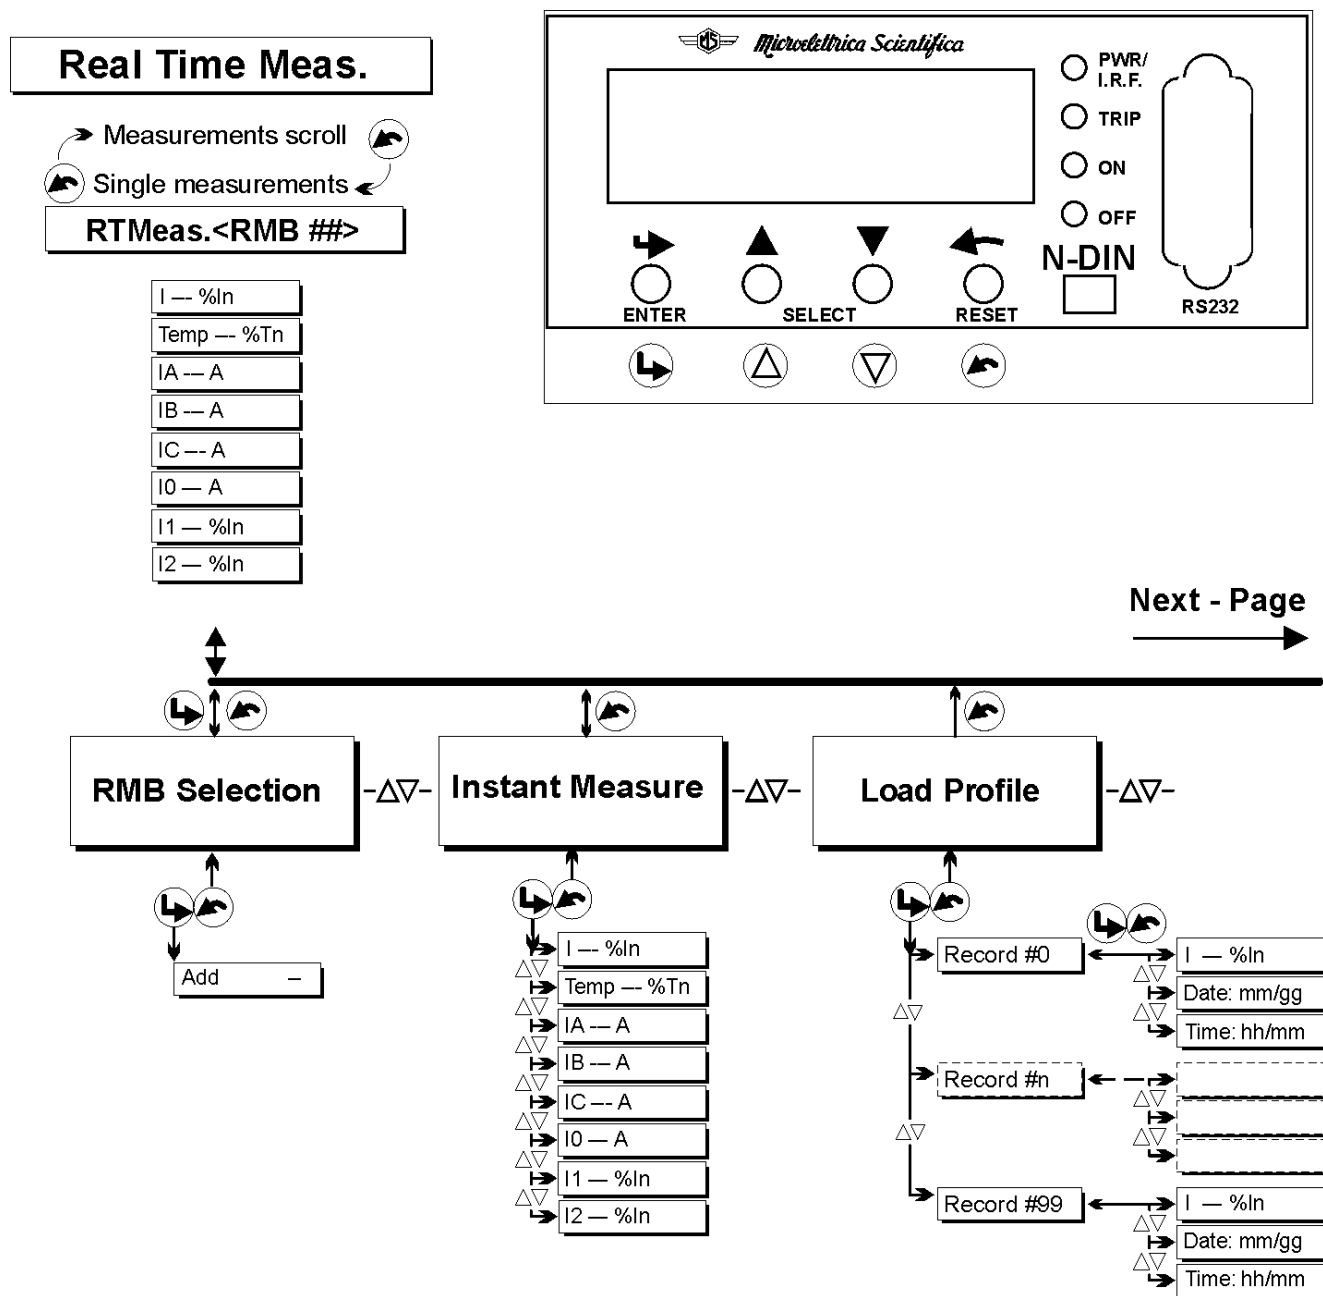 Real Time Meas.
Measurements scroll
Single measurements
RTMeas.<RMB ##>
I --- %In
Temp --- %Tn
IA --- A
IB --- A
IC --- A
I0 --- A
I1 --- %In
I2 --- %In
MS Microelettrica Scientifica
PWR/
I.R.F.
TRIP
ON
OFF
N-DIN
RS232
ENTER
SELECT
RESET
Next - Page
RMB Selection
Instant Measure
Load Profile
Add –
I --- %In
Temp --- %Tn
IA --- A
IB --- A
IC --- A
I0 --- A
I1 --- %In
I2 --- %In
Record #0
I --- %In
Date: mm/gg
Time: hh/mm
Record #n
Record #99
I --- %In
Date: mm/gg
Time: hh/mm